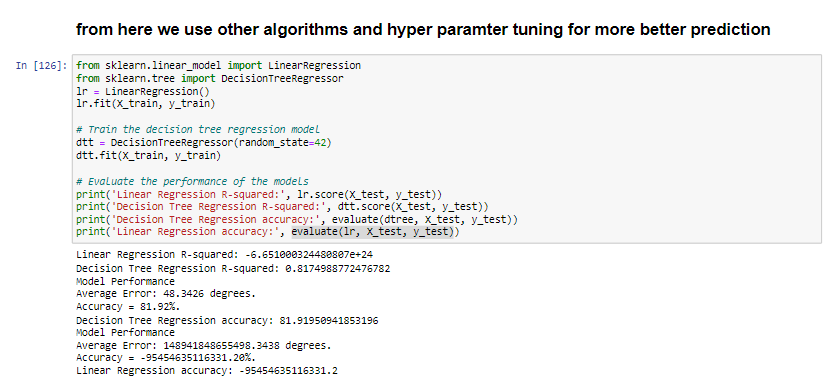 from here we use other algorithms and hyper paramter tuning for more better prediction
In [126]: from sklearn.linear_model import LinearRegression
from sklearn.tree import DecisionTreeRegressor
lr = LinearRegression()
lr.fit(X_train, y_train)
# Train the decision tree regression model
dtt = DecisionTreeRegressor(random_state=42)
dtt.fit(X_train, y_train)
# Evaluate the performance of the models
print('Linear Regression R-squared:', lr.score(X_test, y_test))
print('Decision Tree Regression R-squared:', dtt.score(X_test, y_test))
print('Decision Tree Regression accuracy:', evaluate(dtree, X_test, y_test))
print('Linear Regression accuracy:', evaluate(lr, X_test, y_test))
Linear Regression R-squared: -6.651000324480807e+24
Decision Tree Regression R-squared: 0.8174988772476782
Model Performance
Average Error: 48.3426 degrees.
Accuracy = 81.92%.
Decision Tree Regression accuracy: 81.91950941853196
Model Performance
Average Error: 148941848655498.3438 degrees.
Accuracy = -95454635116331.20%.
Linear Regression accuracy: -95454635116331.2